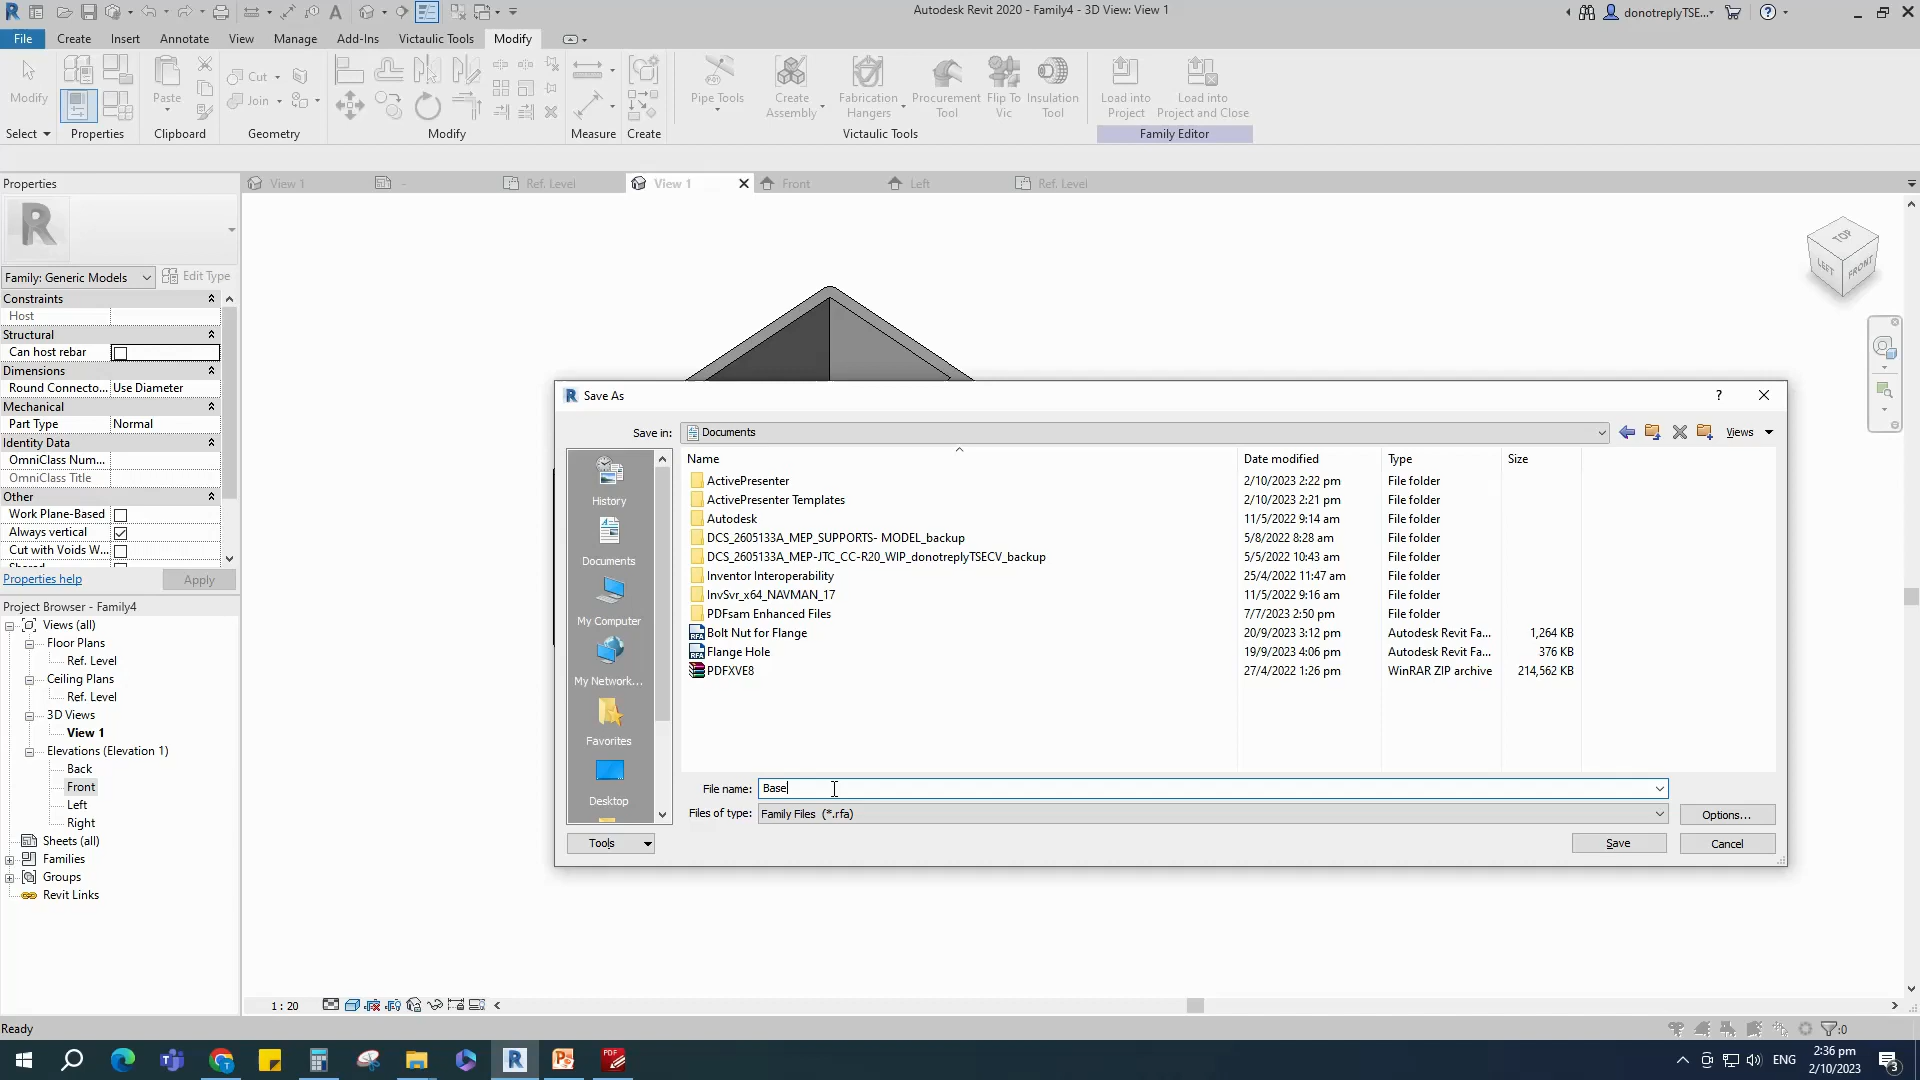 Autodesk Revit 2020 - Family4 - 3D View: View 1
donotreplyTSE...
File Create Insert Annotate View Manage Add-Ins Victaulic Tools Modify
Modify
Paste
Cut
Join
Pipe Tools
Create Assembly
Fabrication Hangers
Procurement Tool
Flip To Vic
Insulation Tool
Load into Project
Load into Project and Close
Select Properties Clipboard Geometry Modify Measure Create Victaulic Tools Family Editor
Properties
View 1
-
Ref. Level
View 1
Front
Left
Ref. Level
R
Family: Generic Models
Edit Type
Constraints
Host
Structural
Can host rebar
Dimensions
Round Connecto... Use Diameter
Mechanical
Part Type Normal
Identity Data
OmniClass Num...
OmniClass Title
Other
Work Plane-Based
Always vertical
Cut with Voids W...
Properties help
Apply
Project Browser - Family4
Views (all)
Floor Plans
Ref. Level
Ceiling Plans
Ref. Level
3D Views
View 1
Elevations (Elevation 1)
Back
Front
Left
Right
Sheets (all)
Families
Groups
Revit Links
TOP
LEFT
FRONT
Save As
?
Save in: Documents
Views
History
Documents
My Computer
My Network...
Favorites
Desktop
Name Date modified Type Size
ActivePresenter 2/10/2023 2:22 pm File folder
ActivePresenter Templates 2/10/2023 2:21 pm File folder
Autodesk 11/5/2022 9:14 am File folder
DCS_2605133A_MEP_SUPPORTS- MODEL_backup 5/8/2022 8:28 am File folder
DCS_2605133A_MEP-JTC_CC-R20_WIP_donotreplyTSECV_backup 5/5/2022 10:43 am File folder
Inventor Interoperability 25/4/2022 11:47 am File folder
InvSvr_x64_NAVMAN_17 11/5/2022 9:16 am File folder
PDFsam Enhanced Files 7/7/2023 2:50 pm File folder
Bolt Nut for Flange 20/9/2023 3:12 pm Autodesk Revit Fa... 1,264 KB
Flange Hole 19/9/2023 4:06 pm Autodesk Revit Fa... 376 KB
PDFXVE8 27/4/2022 1:26 pm WinRAR ZIP archive 214,562 KB
File name: Base
Files of type: Family Files (*.rfa)
Options...
Tools
Save
Cancel
1 : 20
Ready
:0
ENG
2:36 pm
2/10/2023
3